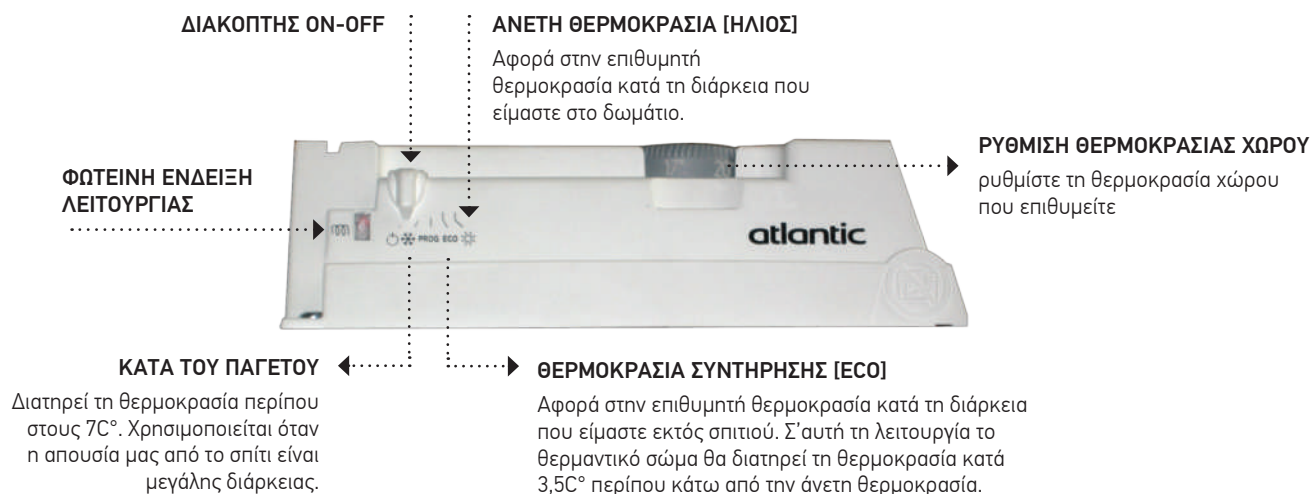 ΔΙΑΚΟΠΤΗΣ ON-OFF
ΑΝΕΤΗ ΘΕΡΜΟΚΡΑΣΙΑ [ΗΛΙΟΣ]
Αφορά στην επιθυμητή
θερμοκρασία κατά τη διάρκεια που
είμαστε στο δωμάτιο.
ΡΥΘΜΙΣΗ ΘΕΡΜΟΚΡΑΣΙΑΣ ΧΩΡΟΥ
ρυθμίστε τη θερμοκρασία χώρου
που επιθυμείτε
ΦΩΤΕΙΝΗ ΕΝΔΕΙΞΗ
ΛΕΙΤΟΥΡΓΙΑΣ
PROG ECO
atlantic
ΚΑΤΑ ΤΟΥ ΠΑΓΕΤΟΥ
Διατηρεί τη θερμοκρασία περίπου
στους 7C°. Χρησιμοποιείται όταν
η απουσία μας από το σπίτι είναι
μεγάλης διάρκειας.
ΘΕΡΜΟΚΡΑΣΙΑ ΣΥΝΤΗΡΗΣΗΣ [ECO]
Αφορά στην επιθυμητή θερμοκρασία κατά τη διάρκεια
που είμαστε εκτός σπιτιού. Σ'αυτή τη λειτουργία το
θερμαντικό σώμα θα διατηρεί τη θερμοκρασία κατά
3,5C° περίπου κάτω από την άνετη θερμοκρασία.